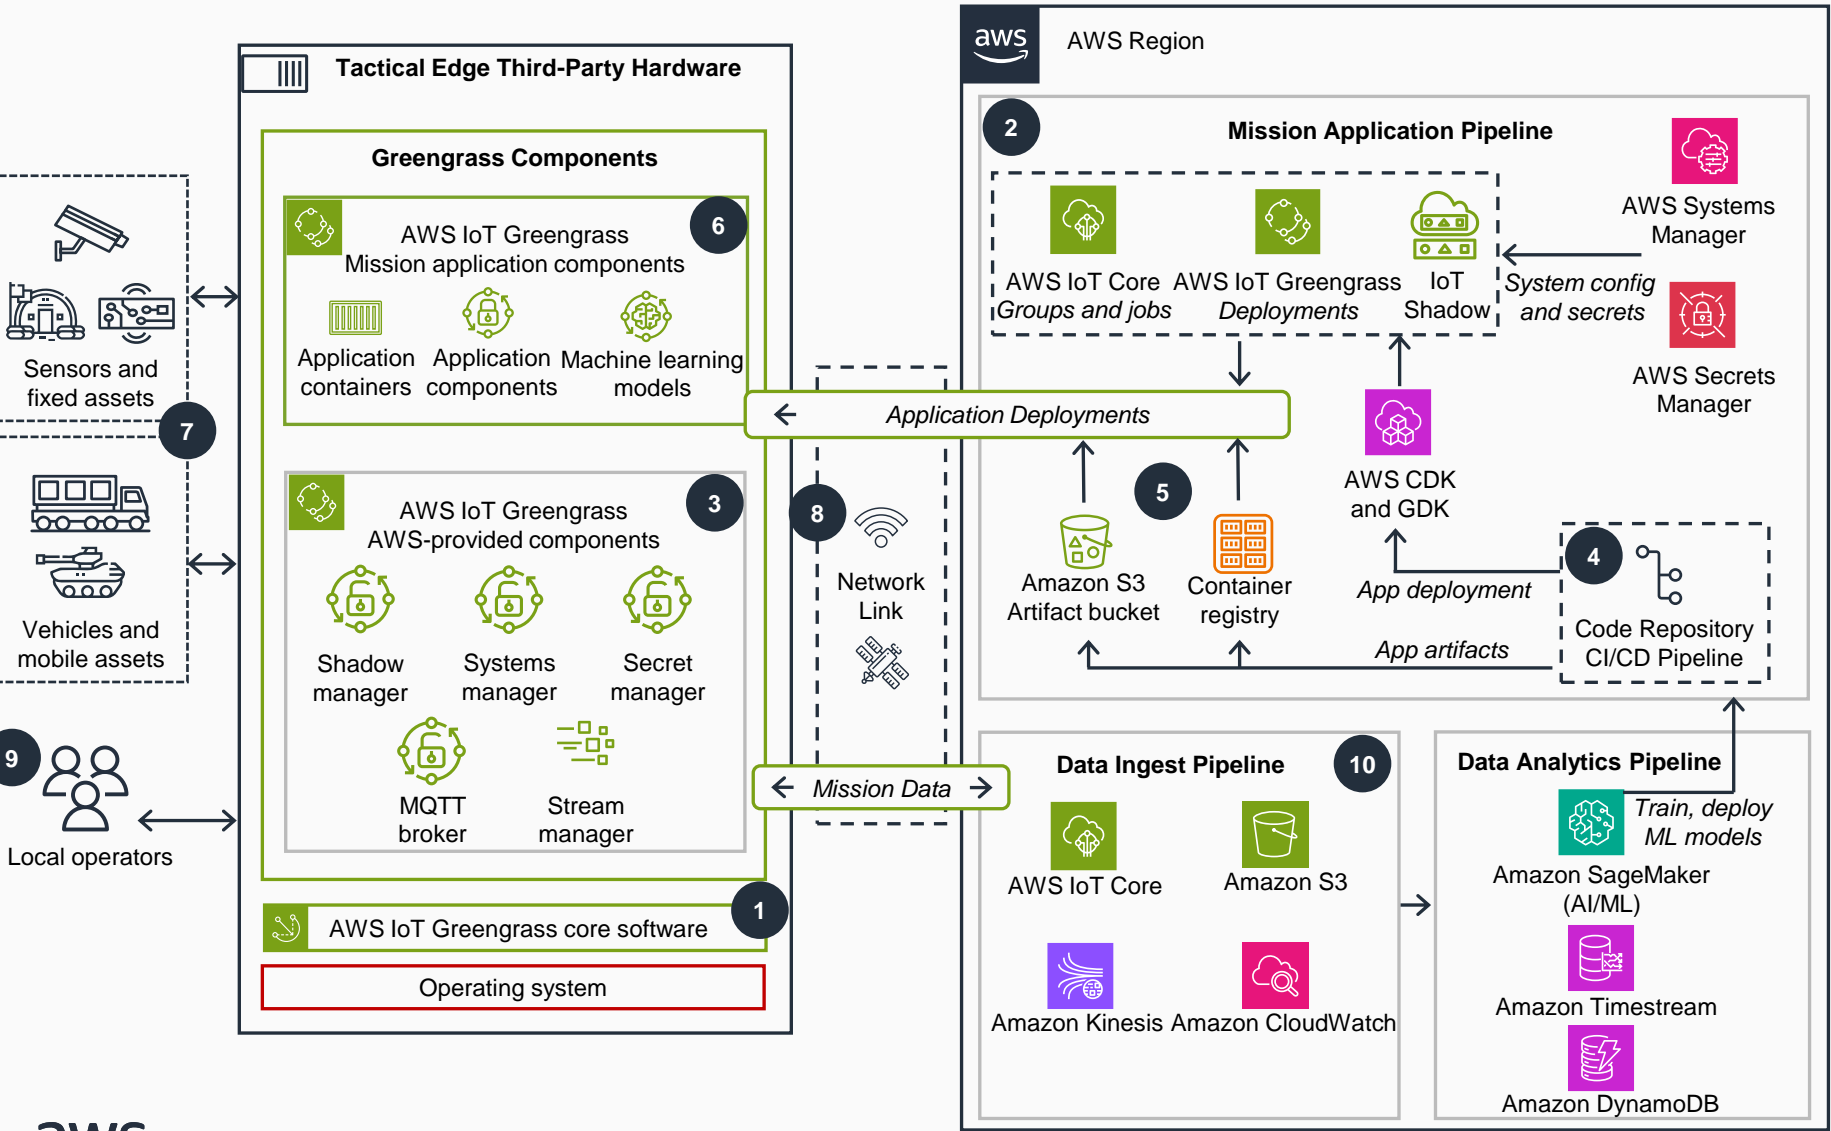 aws
AWS Region
Tactical Edge Third-Party Hardware
Greengrass Components
6
AWS IoT Greengrass
Mission application components
Application
containers
Application
components
Machine learning
models
3
AWS IoT Greengrass
AWS-provided components
Shadow
manager
Systems
manager
Secret
manager
MQTT
broker
Stream
manager
1
AWS IoT Greengrass core software
Operating system
Sensors and
fixed assets
7
Vehicles and
mobile assets
9
Local operators
8
Network
Link
Application Deployments
Mission Data
2
Mission Application Pipeline
AWS IoT Core
Groups and jobs
AWS IoT Greengrass
Deployments
IoT
Shadow
System config
and secrets
AWS Systems
Manager
AWS Secrets
Manager
5
Amazon S3
Artifact bucket
Container
registry
AWS CDK
and GDK
App deployment
App artifacts
4
Code Repository
CI/CD Pipeline
Data Ingest Pipeline
10
AWS IoT Core
Amazon S3
Amazon Kinesis
Amazon CloudWatch
Data Analytics Pipeline
Train, deploy
ML models
Amazon SageMaker
(AI/ML)
Amazon Timestream
Amazon DynamoDB
aws